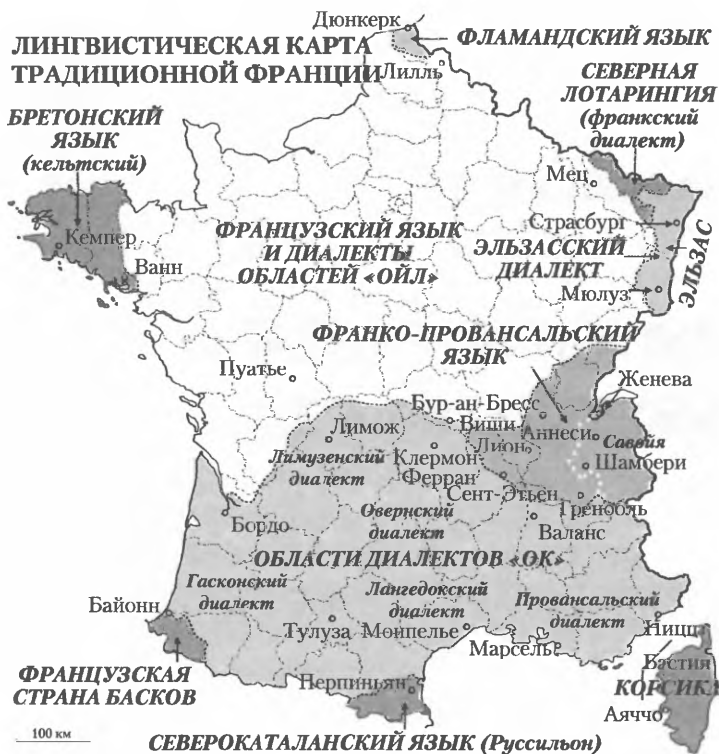 Дюнкерк
ЛИНГВИСТИЧЕСКАЯ КАРТА
ТРАДИЦИОННОЙ ФРАНЦИИ
ФЛАМАНДСКИЙ ЯЗЫК
Лилль
СЕВЕРНАЯ
ЛОТАРИНГИЯ
(франкский
диалект)
БРЕТОНСКИЙ
ЯЗЫК
(кельтский)
Мец
Страсбург
Кемпер
Ванн
ФРАНЦУЗСКИЙ ЯЗЫК
И ДИАЛЕКТЫ
ОБЛАСТЕЙ «ОЙЛ»
ЭЛЬЗАССКИЙ
ДИАЛЕКТ
ЭЛЬЗАС
Мюлуз
ФРАНКО-ПРОВАНСАЛЬСКИЙ
ЯЗЫК
Пуатье
Женева
Бур-ан-Бресс
Виши
Аннеси
Лимож
Лион
Савойя
Лимузенский
диалект
Клермон-
Ферран
Шамбери
Сент-Этьен
Гренобль
Бордо
Овернский
диалект
Валанс
ОБЛАСТИ ДИАЛЕКТОВ «ОК»
Гасконский
диалект
Лангедокский
диалект
Провансальский
диалект
Байонн
Тулуза
Монпелье
Марсель
Ницца
ФРАНЦУЗСКАЯ
СТРАНА БАСКОВ
Перпиньян
Бастия
КОРСИКА
Аяччо
100 км
СЕВЕРОКАТАЛАНСКИЙ ЯЗЫК (Руссильон)